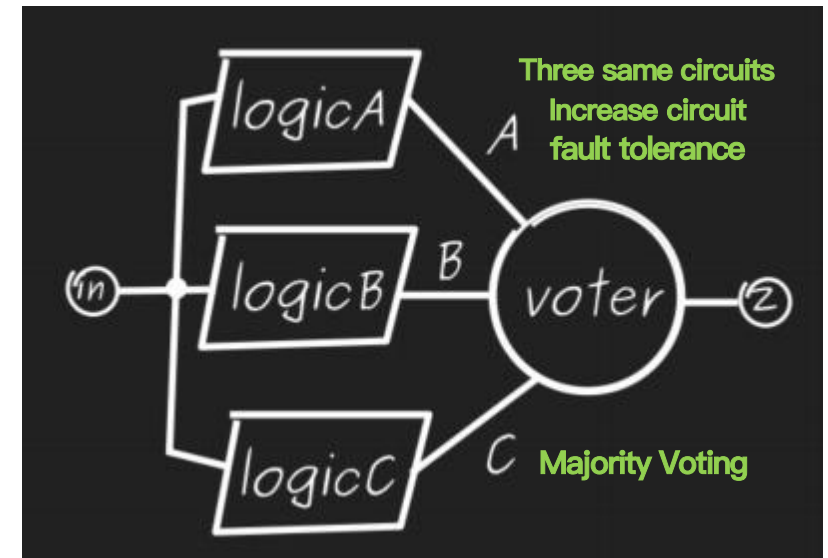 logicA
Three same circuits
Increase circuit
fault tolerance
A
in
logicB
B
voter
z
logicC
C
Majority Voting